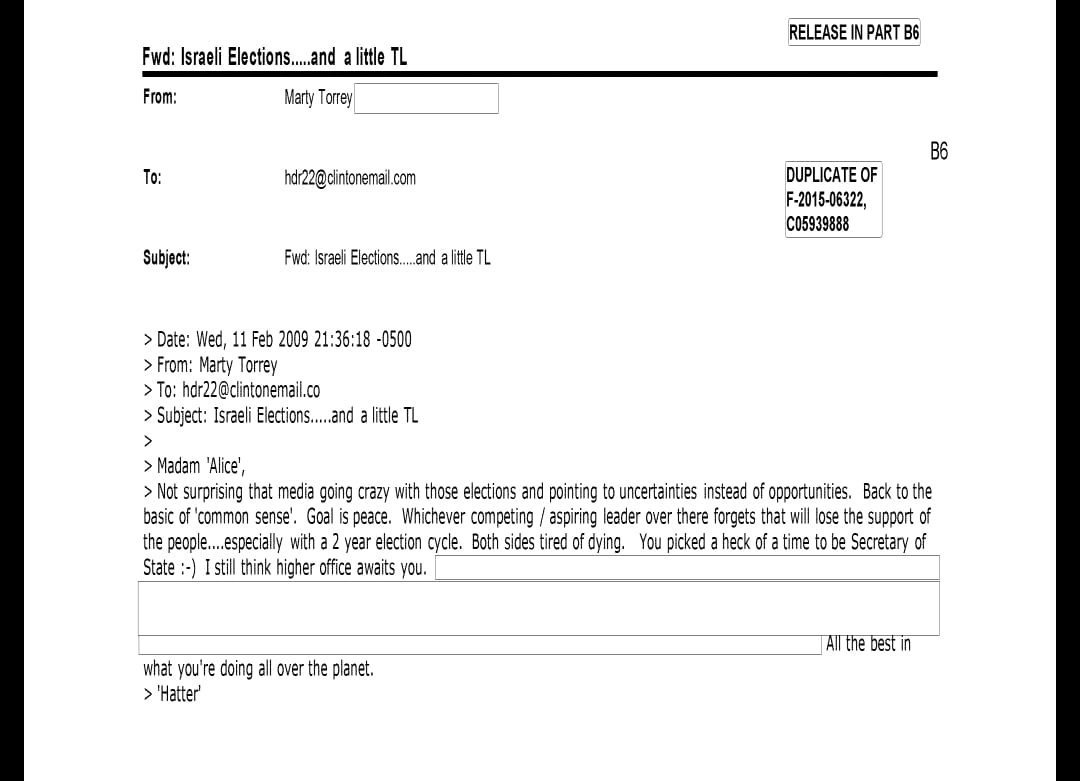 RELEASE IN PART B6
Fwd: Israeli Elections.....and a little TL
From: Marty Torrey
B6
To: hdr22@clintonemail.com
DUPLICATE OF
F-2015-06322,
C05939888
Subject: Fwd: Israeli Elections.....and a little TL
> Date: Wed, 11 Feb 2009 21:36:18 -0500
> From: Marty Torrey
> To: hdr22@clintonemail.co
> Subject: Israeli Elections.....and a little TL
>
> Madam 'Alice',
> Not surprising that media going crazy with those elections and pointing to uncertainties instead of opportunities. Back to the
basic of 'common sense'. Goal is peace. Whichever competing / aspiring leader over there forgets that will lose the support of
the people....especially with a 2 year election cycle. Both sides tired of dying. You picked a heck of a time to be Secretary of
State :-) I still think higher office awaits you.
All the best in
what you're doing all over the planet.
> 'Hatter'